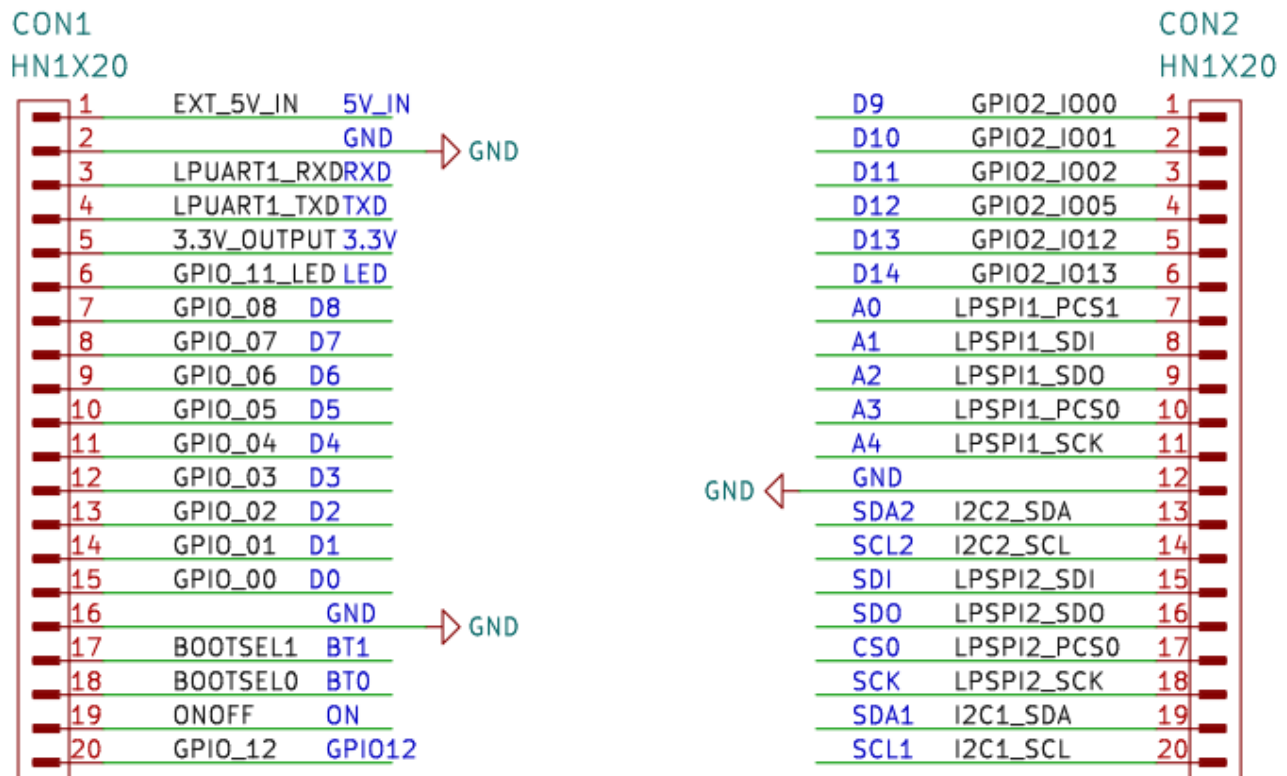 CON1
HN1X20
1 EXT_5V_IN 5V_IN
2 GND GND
3 LPUART1_RXD RXD
4 LPUART1_TXD TXD
5 3.3V_OUTPUT 3.3V
6 GPIO_11_LED LED
7 GPIO_08 D8
8 GPIO_07 D7
9 GPIO_06 D6
10 GPIO_05 D5
11 GPIO_04 D4
12 GPIO_03 D3
13 GPIO_02 D2
14 GPIO_01 D1
15 GPIO_00 D0
16 GND GND
17 BOOTSEL1 BT1
18 BOOTSEL0 BT0
19 ONOFF ON
20 GPIO_12 GPIO12
CON2
HN1X20
D9 GPIO2_IO00 1
D10 GPIO2_IO01 2
D11 GPIO2_IO02 3
D12 GPIO2_IO05 4
D13 GPIO2_IO12 5
D14 GPIO2_IO13 6
A0 LPSPI1_PCS1 7
A1 LPSPI1_SDI 8
A2 LPSPI1_SDO 9
A3 LPSPI1_PCS0 10
A4 LPSPI1_SCK 11
GND GND 12
SDA2 I2C2_SDA 13
SCL2 I2C2_SCL 14
SDI LPSPI2_SDI 15
SDO LPSPI2_SDO 16
CS0 LPSPI2_PCS0 17
SCK LPSPI2_SCK 18
SDA1 I2C1_SDA 19
SCL1 I2C1_SCL 20